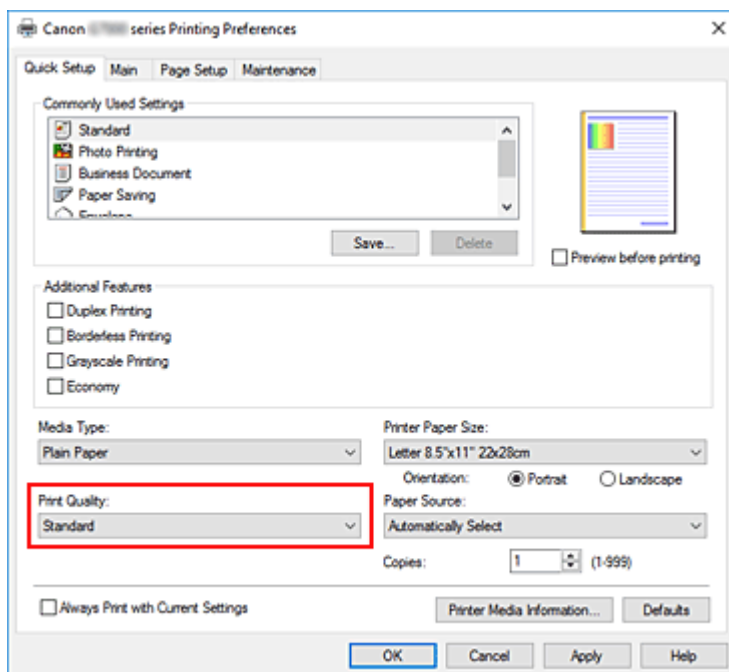 Canon series Printing Preferences
Quick Setup Main Page Setup Maintenance
Commonly Used Settings
Standard
Photo Printing
Business Document
Paper Saving
Envelope
Save... Delete
Preview before printing
Additional Features
Duplex Printing
Borderless Printing
Grayscale Printing
Economy
Media Type:
Plain Paper
Printer Paper Size:
Letter 8.5"x11" 22x28cm
Orientation: Portrait Landscape
Print Quality:
Standard
Paper Source:
Automatically Select
Copies: 1 (1-999)
Always Print with Current Settings
Printer Media Information... Defaults
OK Cancel Apply Help